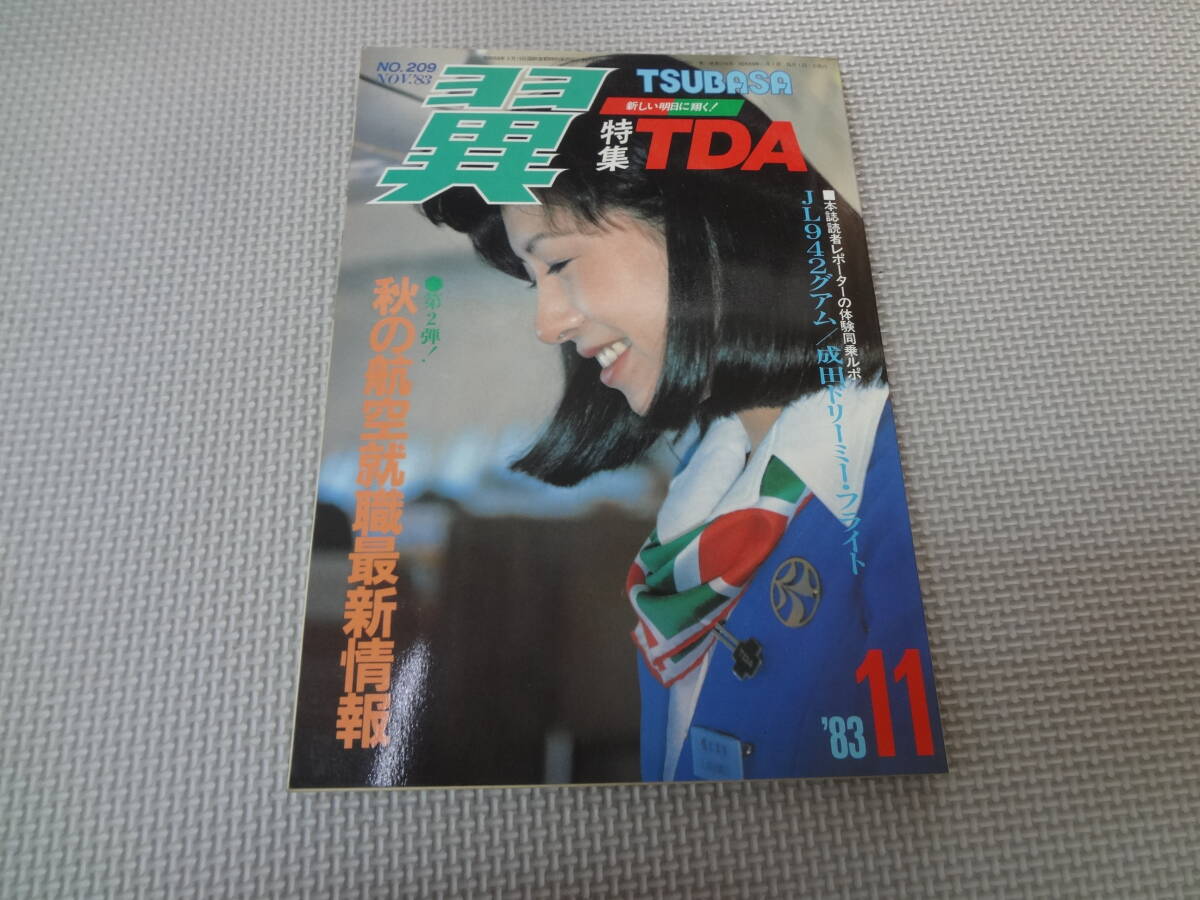 NO. 209
NOV.'83
翼
TSUBASA
新しい明日に翔く!
特集
TDA
■本誌読者レポーターの体験同乗ルポ
JL942グアム/成田ドリーミー・フライト
●第2弾!
秋の航空就職最新情報
TDA
'83
11